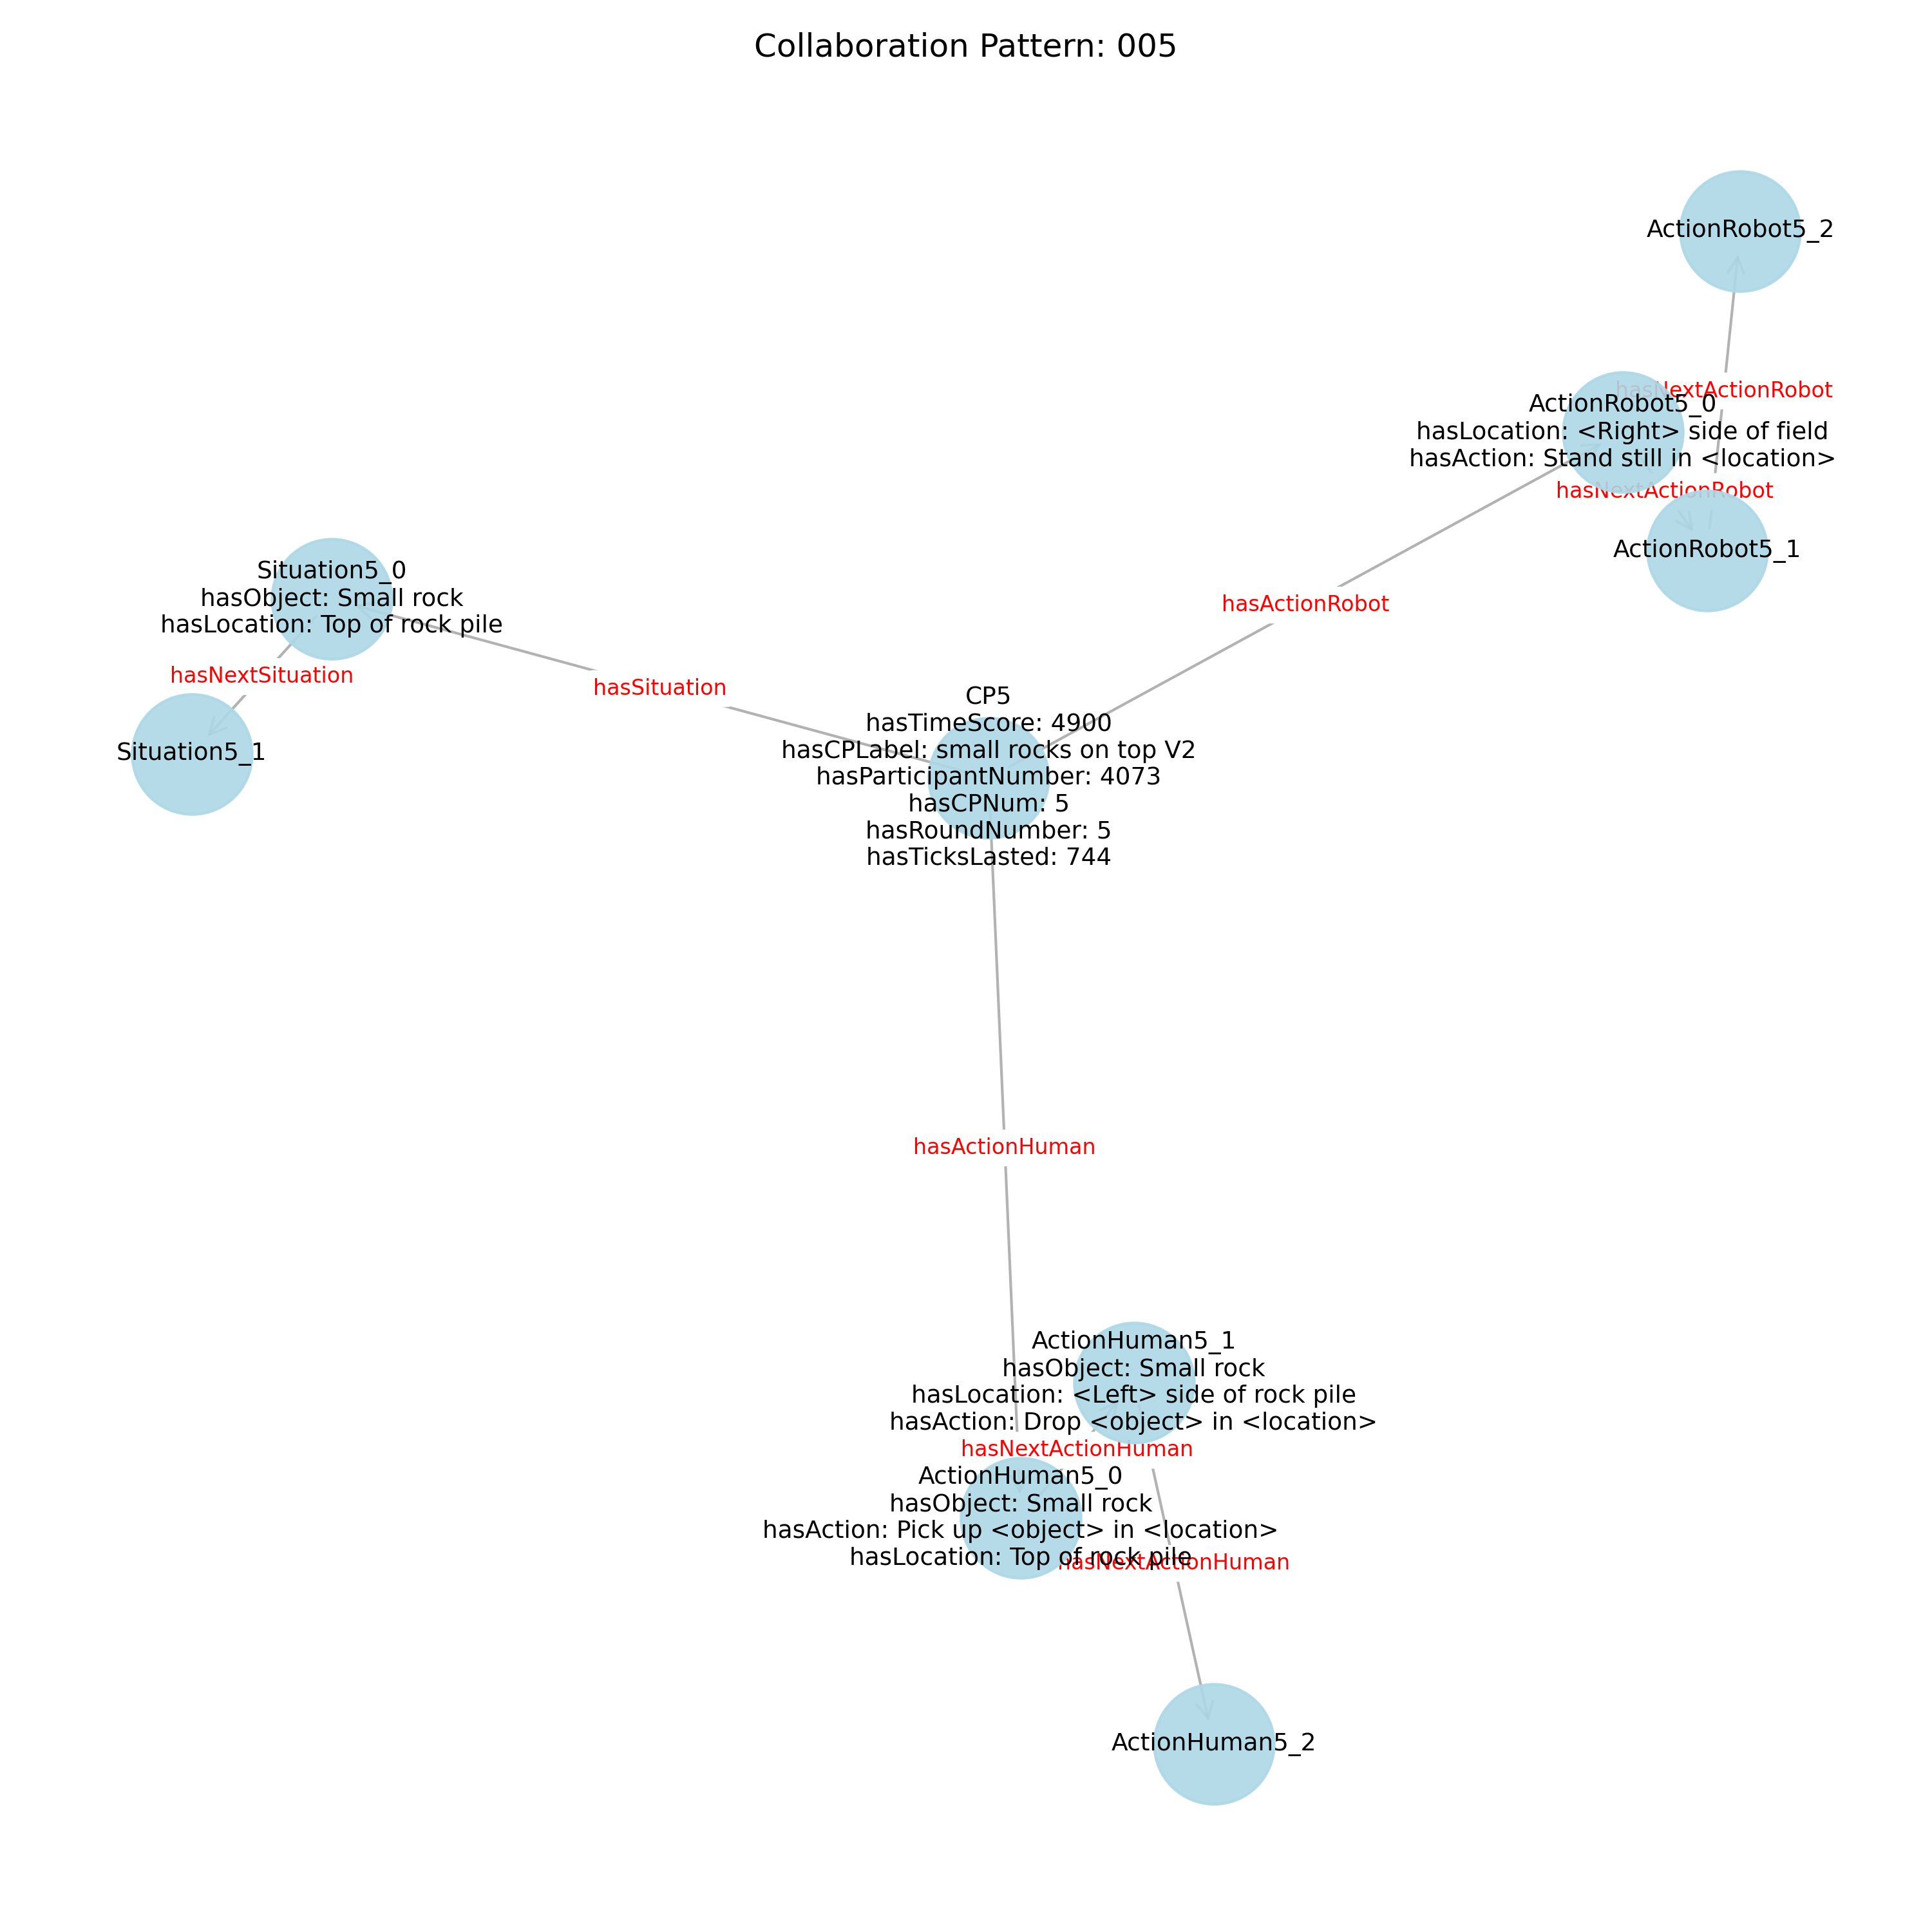 Collaboration Pattern: 005
ActionRobot5_2
hasNextActionRobot
ActionRobot5_0
hasLocation: <Right> side of field
hasAction: Stand still in <location>
hasNextActionRobot
ActionRobot5_1
Situation5_0
hasObject: Small rock
hasLocation: Top of rock pile
hasActionRobot
hasNextSituation
hasSituation
Situation5_1
CP5
hasTimeScore: 4900
hasCPLabel: small rocks on top V2
hasParticipantNumber: 4073
hasCPNum: 5
hasRoundNumber: 5
hasTicksLasted: 744
hasActionHuman
ActionHuman5_1
hasObject: Small rock
hasLocation: <Left> side of rock pile
hasAction: Drop <object> in <location>
hasNextActionHuman
ActionHuman5_0
hasObject: Small rock
hasAction: Pick up <object> in <location>
hasLocation: Top of rock pile
hasNextActionHuman
ActionHuman5_2